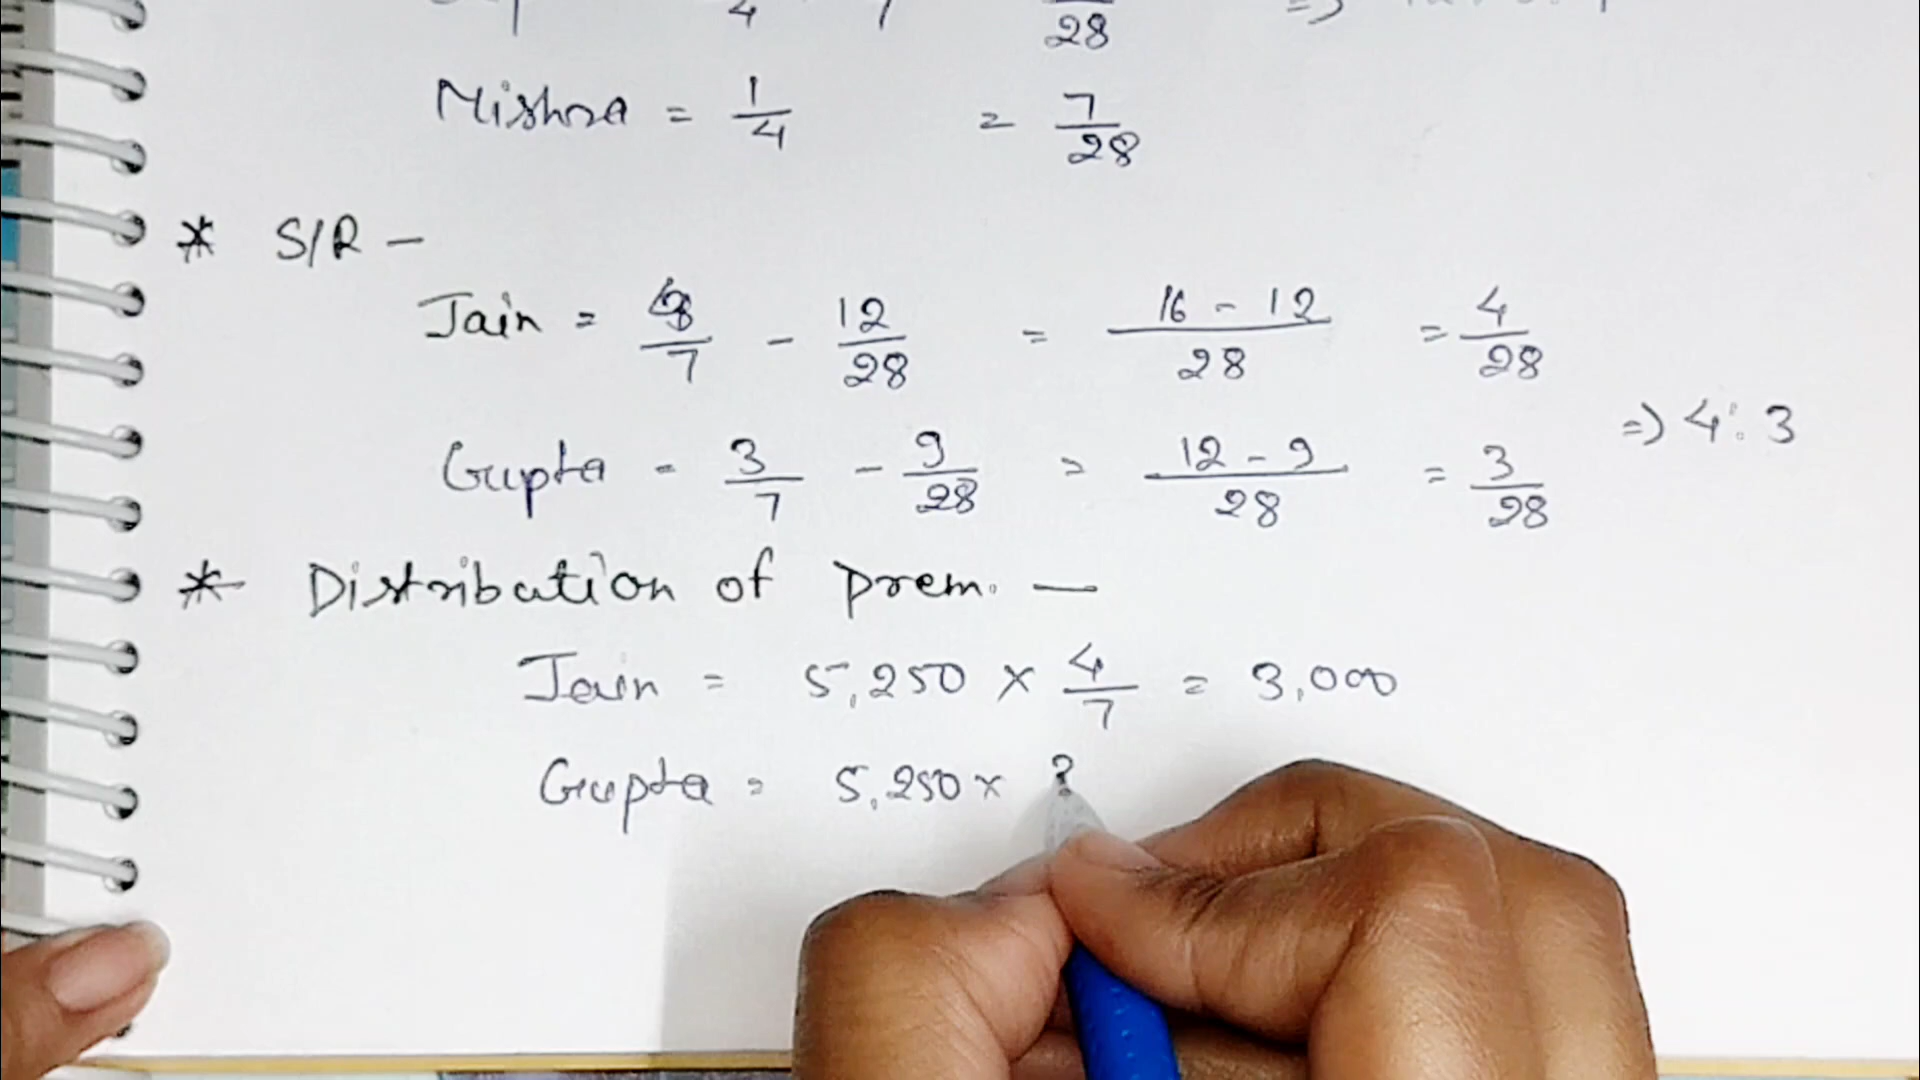 4 28 =)
Mishra = 1/4 = 7/28
* S/R -
Jain = /7 - 12/28 = 16 - 12/28 = 4/28
=) 4:3
Gupta = 3/7 - 9/28 = 12 - 9/28 = 3/28
* Distribution of prem. -
Jain = 5,250 × 4/7 = 3,000
Gupta = 5,250 × 3